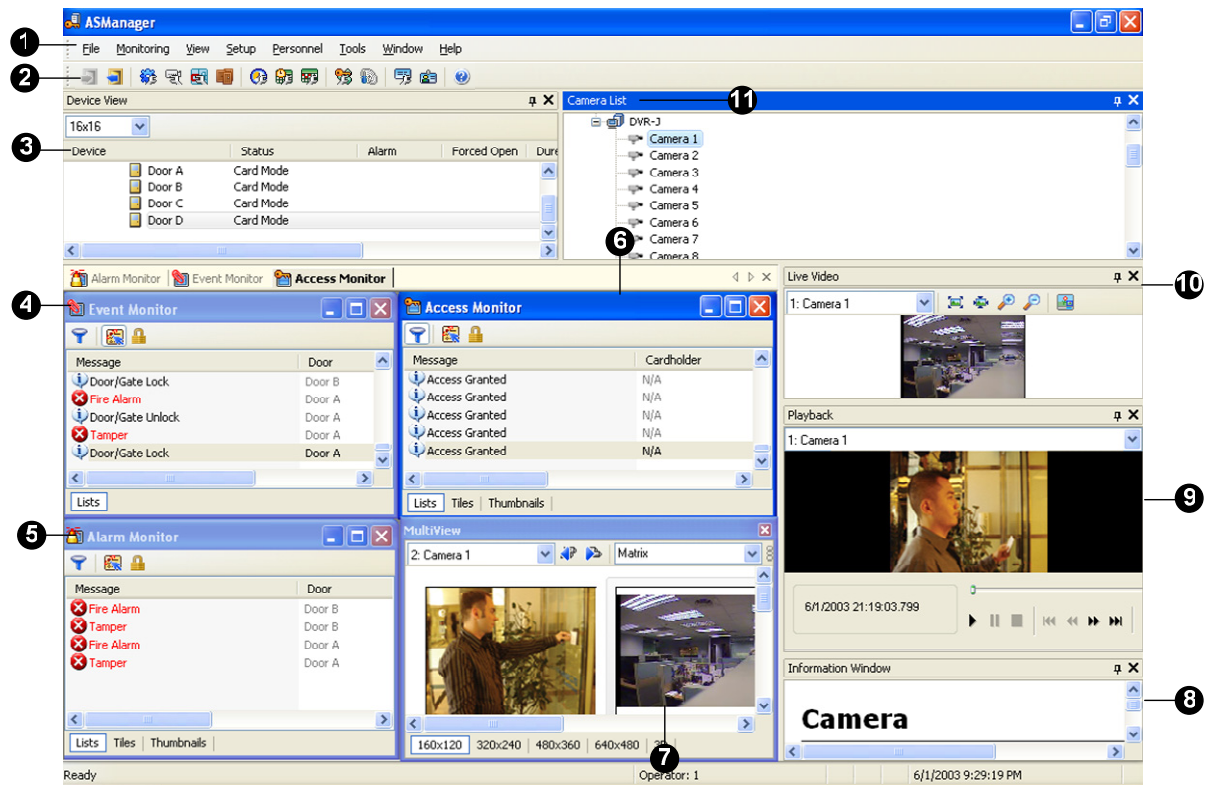 ASManager
1
File Monitoring View Setup Personnel Tools Window Help
2
Device View
Camera List
11
16x16
3
Device Status Alarm Forced Open Dure
Door A Card Mode
Door B Card Mode
Door C Card Mode
Door D Card Mode
DVR-J
Camera 1
Camera 2
Camera 3
Camera 4
Camera 5
Camera 6
Camera 7
Camera 8
6
Alarm Monitor Event Monitor Access Monitor
4
Event Monitor
Message Door
Door/Gate Lock Door B
Fire Alarm Door A
Door/Gate Unlock Door A
Tamper Door A
Door/Gate Lock Door A
Lists
Access Monitor
Message Cardholder
Access Granted N/A
Access Granted N/A
Access Granted N/A
Access Granted N/A
Access Granted N/A
Lists Tiles Thumbnails
Live Video
10
1: Camera 1
Playback
1: Camera 1
9
6/1/2003 21:19:03.799
5
Alarm Monitor
Message Door
Fire Alarm Door B
Tamper Door B
Fire Alarm Door A
Tamper Door A
Lists Tiles Thumbnails
MultiView
2: Camera 1 Matrix
160x120 320x240 480x360 640x480
7
Information Window
8
Camera
Ready Operator: 1 6/1/2003 9:29:19 PM